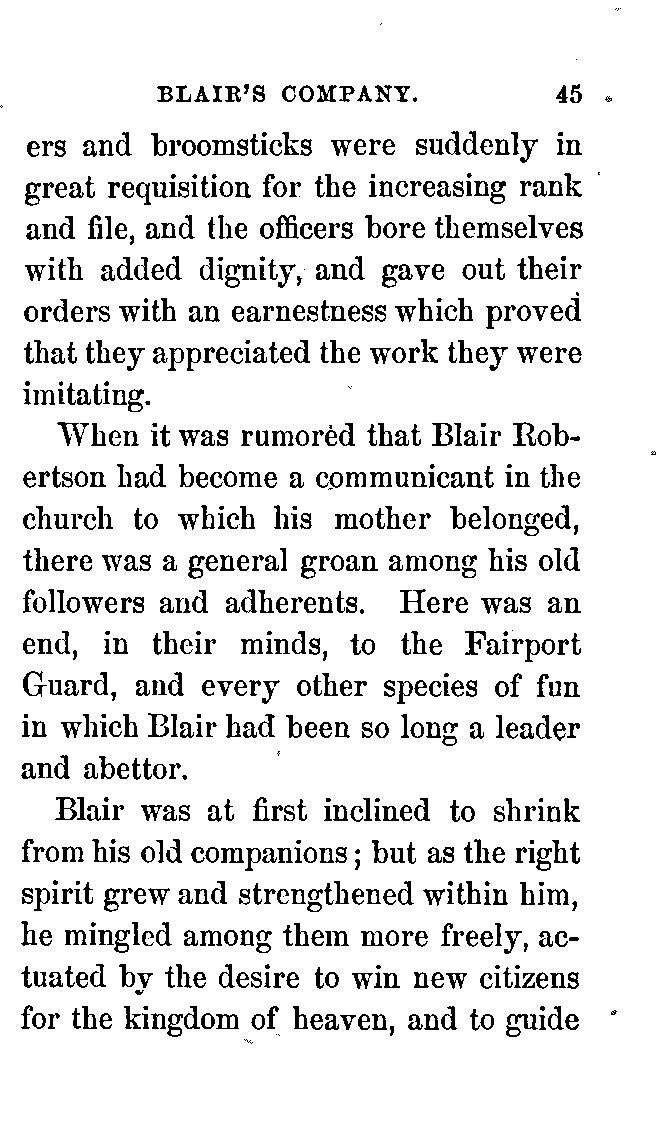 BLAIR'S COMPANY. 45
ers and broomsticks were suddenly in
great requisition for the increasing rank
and file, and the officers bore themselves
with added dignity, and gave out their
orders with an earnestness which proved
that they appreciated the work they were
imitating.
When it was rumored that Blair Rob-
ertson had become a communicant in the
church to which his mother belonged,
there was a general groan among his old
followers and adherents. Here was an
end, in their minds, to the Fairport
Guard, and every other species of fun
in which Blair had been so long a leader
and abettor.
Blair was at first inclined to shrink
from his old companions; but as the right
spirit grew and strengthened within him,
he mingled among them more freely, ac-
tuated by the desire to win new citizens
for the kingdom of heaven, and to guide